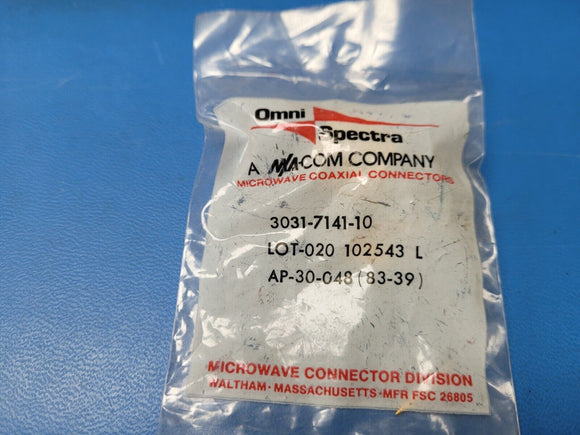 Omni
Spectra
A M/A-COM COMPANY
MICROWAVE COAXIAL CONNECTORS
3031-7141-10
LOT-020 102543 L
AP-30-048(83-39)
MICROWAVE CONNECTOR DIVISION
WALTHAM · MASSACHUSETTS · MFR FSC 26805